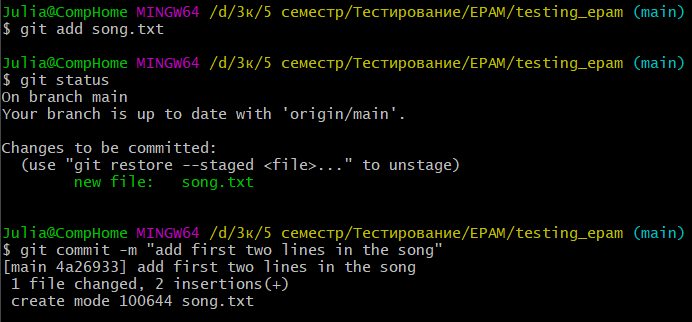 Julia@CompHome MINGW64 /d/3к/5 семестр/Тестирование/EPAM/testing_epam (main)
$ git add song.txt
Julia@CompHome MINGW64 /d/3к/5 семестр/Тестирование/EPAM/testing_epam (main)
$ git status
On branch main
Your branch is up to date with 'origin/main'.
Changes to be committed:
  (use "git restore --staged <file>..." to unstage)
        new file:   song.txt
Julia@CompHome MINGW64 /d/3к/5 семестр/Тестирование/EPAM/testing_epam (main)
$ git commit -m "add first two lines in the song"
[main 4a26933] add first two lines in the song
 1 file changed, 2 insertions(+)
 create mode 100644 song.txt